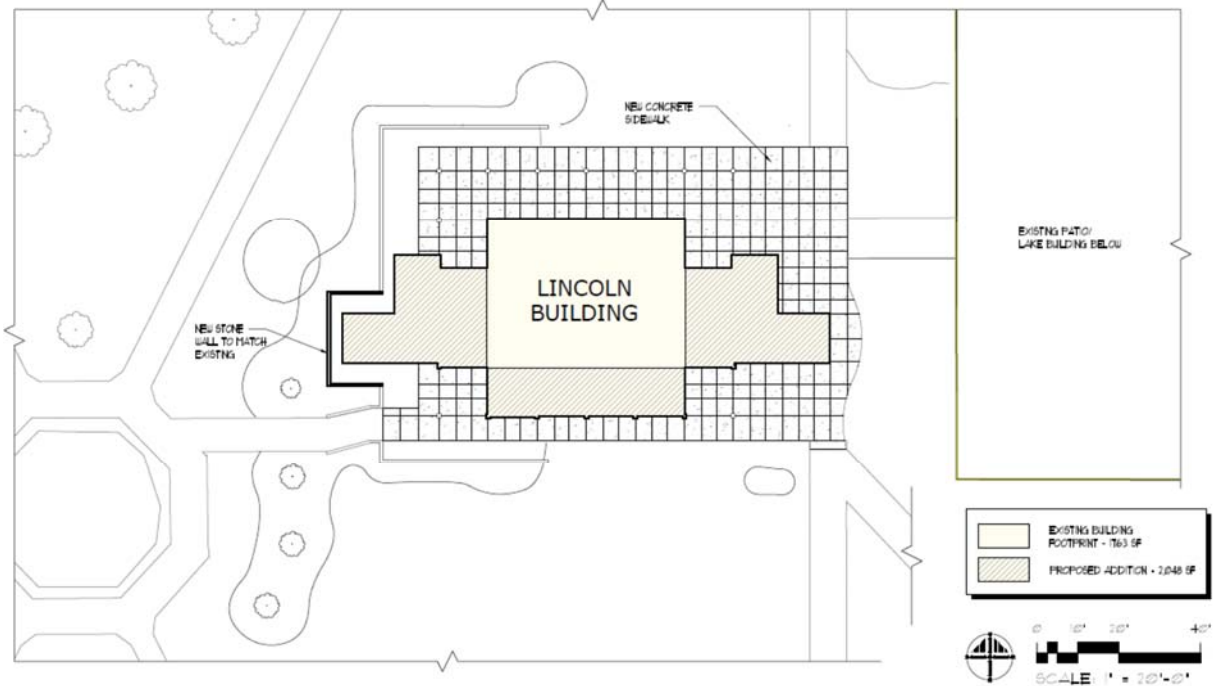 NEW CONCRETE
SIDEWALK
EXISTING PATIO/
LAKE BUILDING BELOW
LINCOLN
BUILDING
NEW STONE
WALL TO MATCH
EXISTING
EXISTING BUILDING
FOOTPRINT - 1763 SF
PROPOSED ADDITION - 2,048 SF
0 10' 20' 40'
SCALE: 1" = 20'-0"